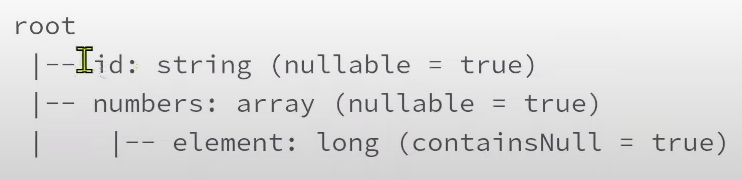 root
 |-- id: string (nullable = true)
 |-- numbers: array (nullable = true)
 |    |-- element: long (containsNull = true)